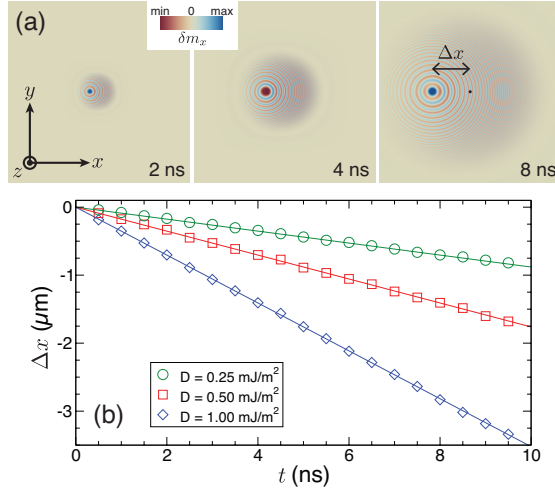 (a)
min 0 max
δmₓ
Δx
y
z
x
2 ns
4 ns
8 ns
0
-1
-2
-3
Δx (μm)
D = 0.25 mJ/m²
D = 0.50 mJ/m²
D = 1.00 mJ/m²
(b)
0 2 4 6 8 10
t (ns)